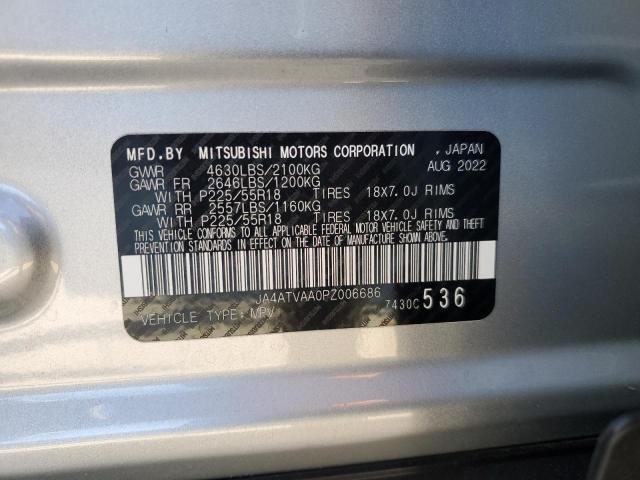 MFD.BY MITSUBISHI MOTORS CORPORATION , JAPAN
GVWR 4630LBS/2100KG AUG 2022
GAWR FR 2646LBS/1200KG
WITH P225/55R18 TIRES 18X7.0J RIMS
GAWR RR 2557LBS/1160KG
WITH P225/55R18 TIRES 18X7.0J RIMS
THIS VEHICLE CONFORMS TO ALL APPLICABLE FEDERAL MOTOR VEHICLE SAFETY, BUMPER, AND THEFT
PREVENTION STANDARDS IN EFFECT ON THE DATE OF MANUFACTURE SHOWN ABOVE.
JA4ATVAA0PZ006686
VEHICLE TYPE: MPV 7430C 536